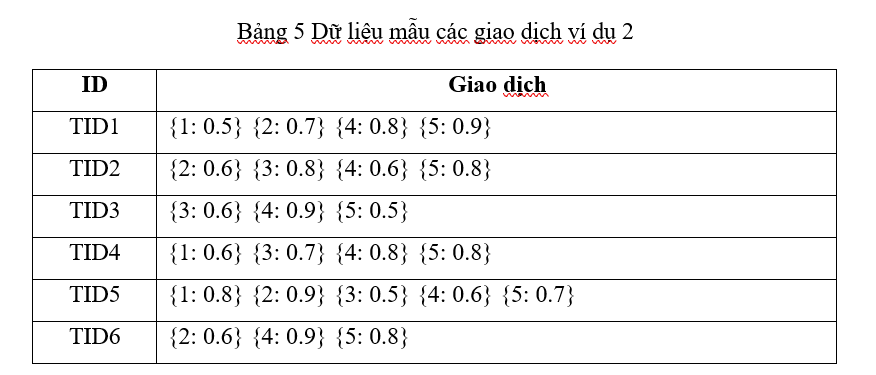 Bảng 5 Dữ liệu mẫu các giao dịch ví dụ 2
ID Giao dịch
TID1 {1: 0.5} {2: 0.7} {4: 0.8} {5: 0.9}
TID2 {2: 0.6} {3: 0.8} {4: 0.6} {5: 0.8}
TID3 {3: 0.6} {4: 0.9} {5: 0.5}
TID4 {1: 0.6} {3: 0.7} {4: 0.8} {5: 0.8}
TID5 {1: 0.8} {2: 0.9} {3: 0.5} {4: 0.6} {5: 0.7}
TID6 {2: 0.6} {4: 0.9} {5: 0.8}